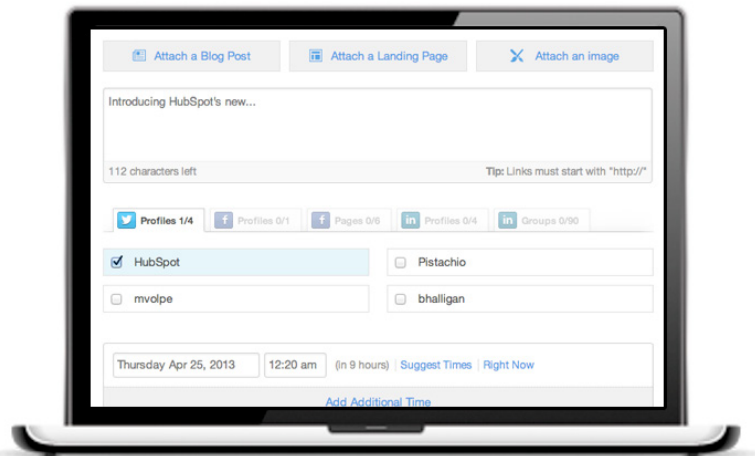 Attach a Blog Post
Attach a Landing Page
Attach an image
Introducing HubSpot's new...
112 characters left
Tip: Links must start with "http://"
Profiles 1/4
f Profiles 0/1
f Pages 0/6
in Profiles 0/4
in Groups 0/90
HubSpot
Pistachio
mvolpe
bhalligan
Thursday Apr 25, 2013 12:20 am (in 9 hours) | Suggest Times | Right Now
Add Additional Time